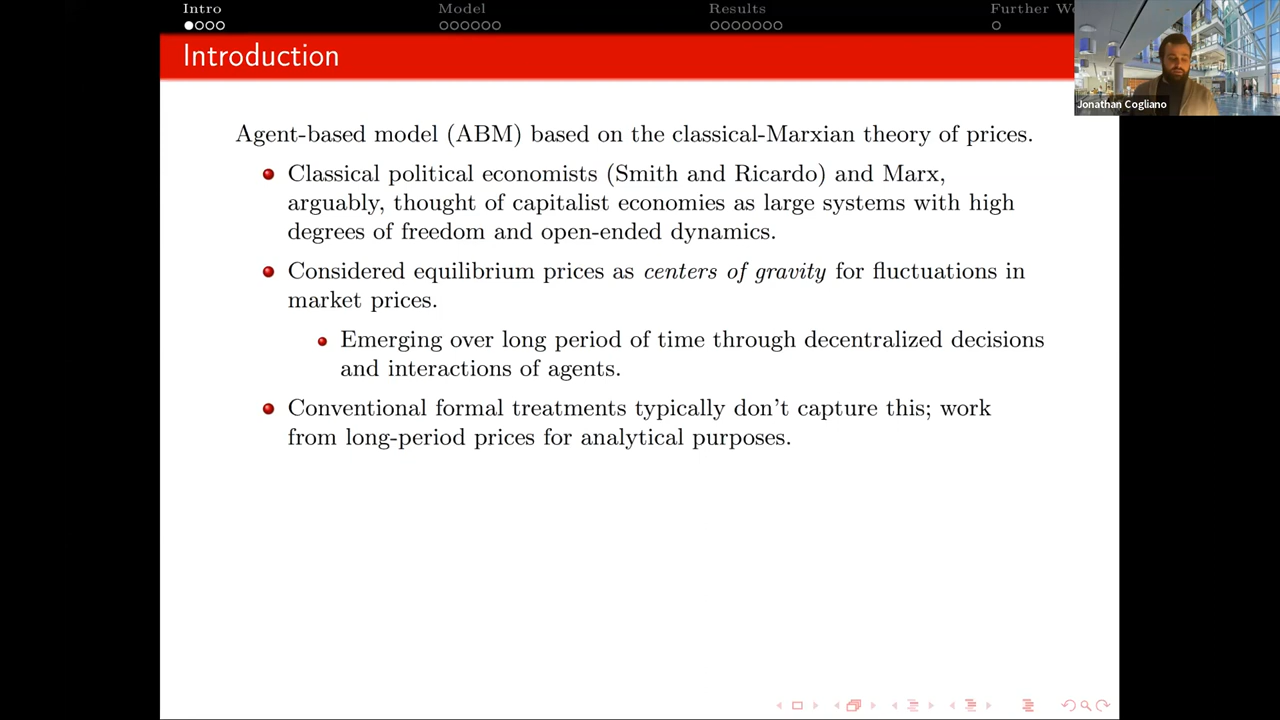 Intro
Model
Results
Further
Introduction
Jonathan Cogliano
Agent-based model (ABM) based on the classical-Marxian theory of prices.
Classical political economists (Smith and Ricardo) and Marx,
arguably, thought of capitalist economies as large systems with high
degrees of freedom and open-ended dynamics.
Considered equilibrium prices as centers of gravity for fluctuations in
market prices.
Emerging over long period of time through decentralized decisions
and interactions of agents.
Conventional formal treatments typically don't capture this; work
from long-period prices for analytical purposes.